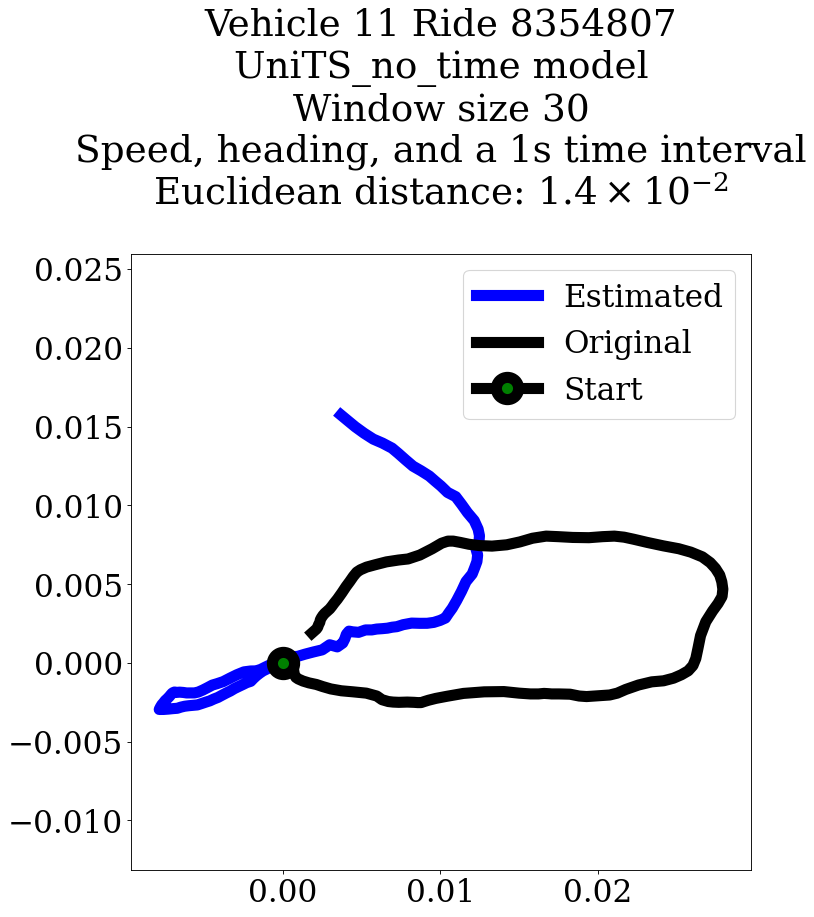 Vehicle 11 Ride 8354807
UniTS_no_time model
Window size 30
Speed, heading, and a 1s time interval
Euclidean distance: 1.4 × 10⁻²
0.025
0.020
0.015
0.010
0.005
0.000
−0.005
−0.010
Estimated
Original
Start
0.00 0.01 0.02